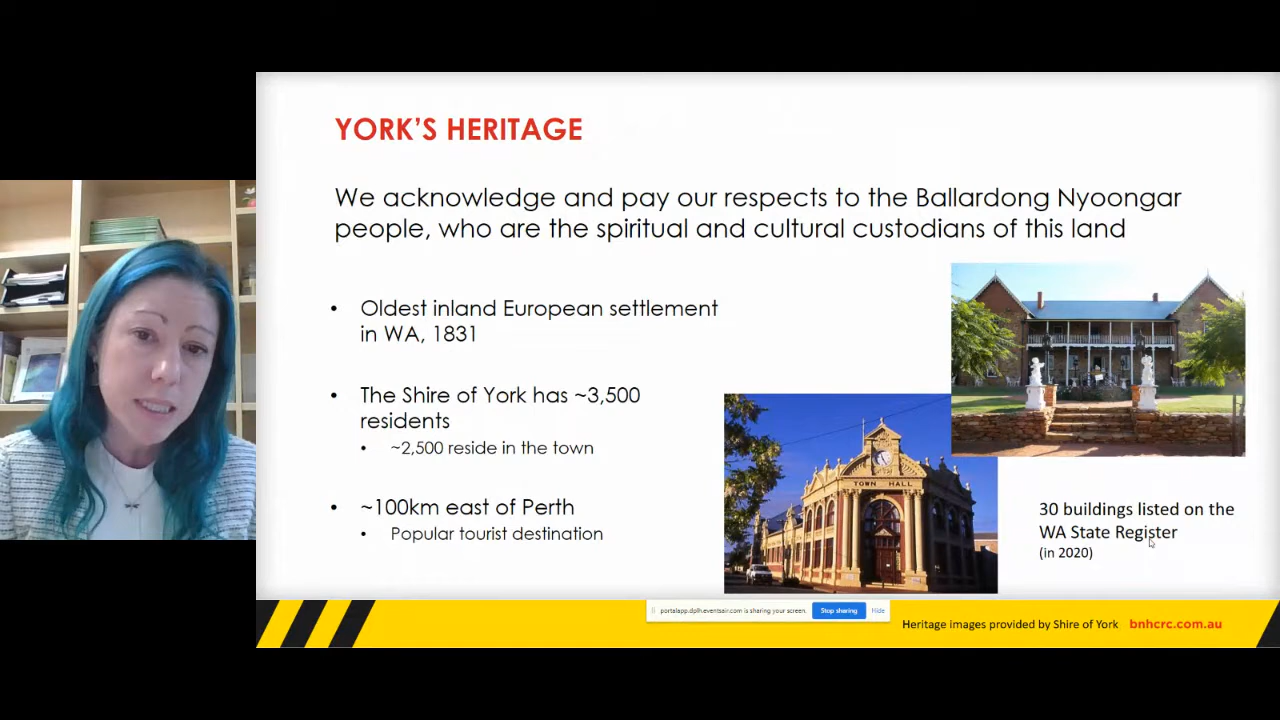 YORK'S HERITAGE
We acknowledge and pay our respects to the Ballardong Nyoongar
people, who are the spiritual and cultural custodians of this land
• Oldest inland European settlement
in WA, 1831
• The Shire of York has ~3,500
residents
• ~2,500 reside in the town
• ~100km east of Perth
• Popular tourist destination
TOWN HALL
30 buildings listed on the
WA State Register
(in 2020)
portalapp.dplh.eventsair.com is sharing your screen.
Stop sharing
Hide
Heritage images provided by Shire of York
bnhcrc.com.au